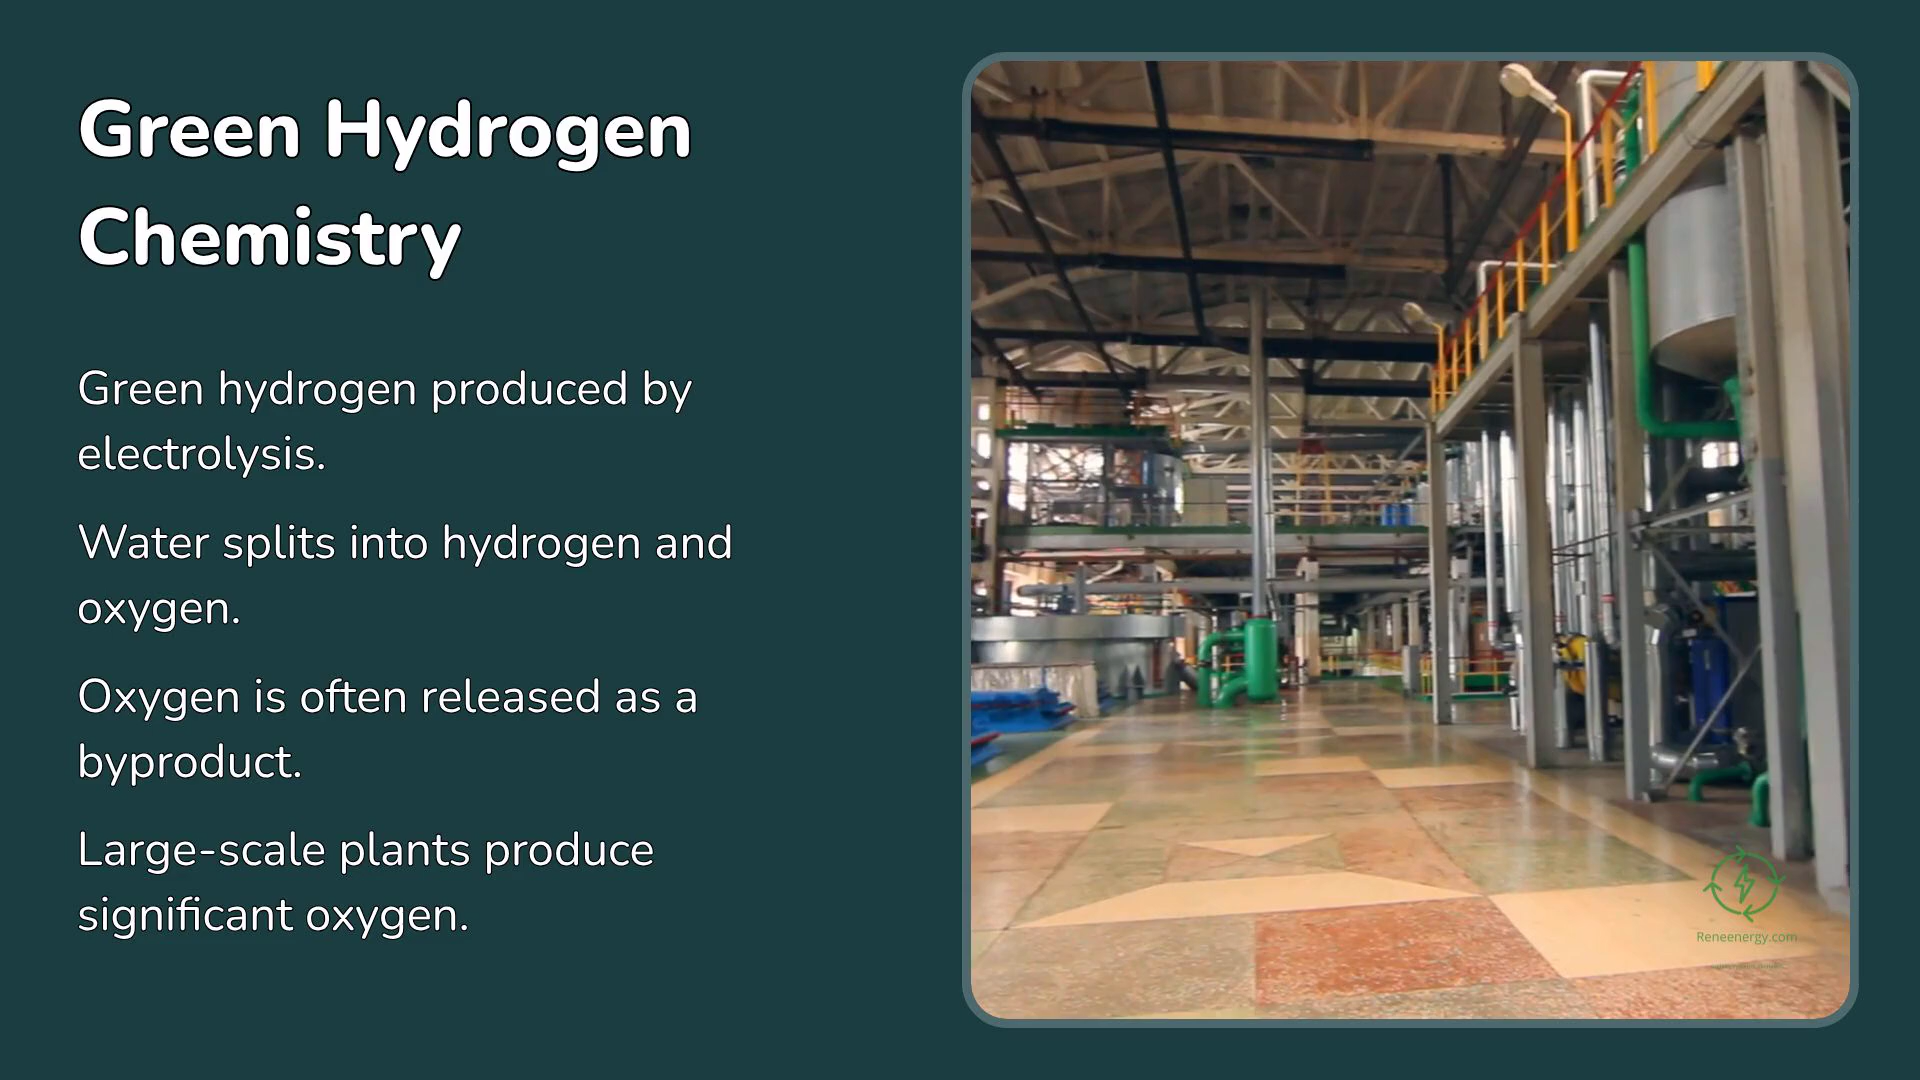 Green Hydrogen
Chemistry
Green hydrogen produced by
electrolysis.
Water splits into hydrogen and
oxygen.
Oxygen is often released as a
byproduct.
Large-scale plants produce
significant oxygen.
Reneenergy.com